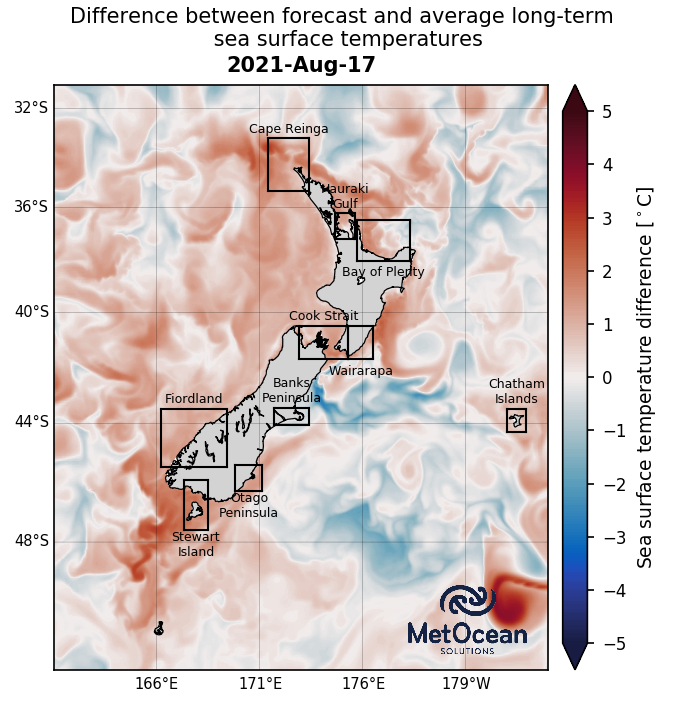 Difference between forecast and average long-term
sea surface temperatures
2021-Aug-17
32°S
36°S
40°S
44°S
48°S
166°E
171°E
176°E
179°W
Cape Reinga
Hauraki
Gulf
Bay of Plenty
Cook Strait
Wairarapa
Banks
Peninsula
Fiordland
Chatham
Islands
Otago
Peninsula
Stewart
Island
MetOcean
SOLUTIONS
5
4
3
2
1
0
−1
−2
−3
−4
−5
Sea surface temperature difference [°C]